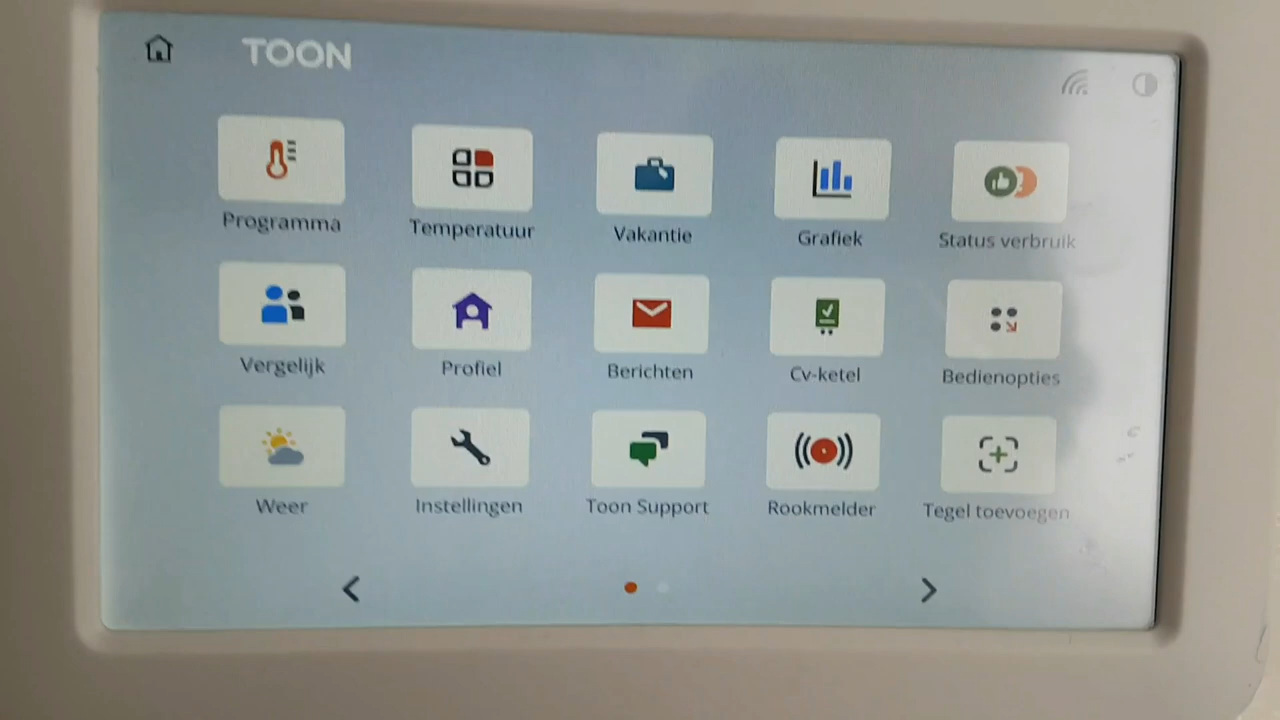 TOON
Programma
Temperatuur
Vakantie
Grafiek
Status verbruik
Vergelijk
Profiel
Berichten
Cv-ketel
Bedienopties
Weer
Instellingen
Toon Support
Rookmelder
Tegel toevoegen